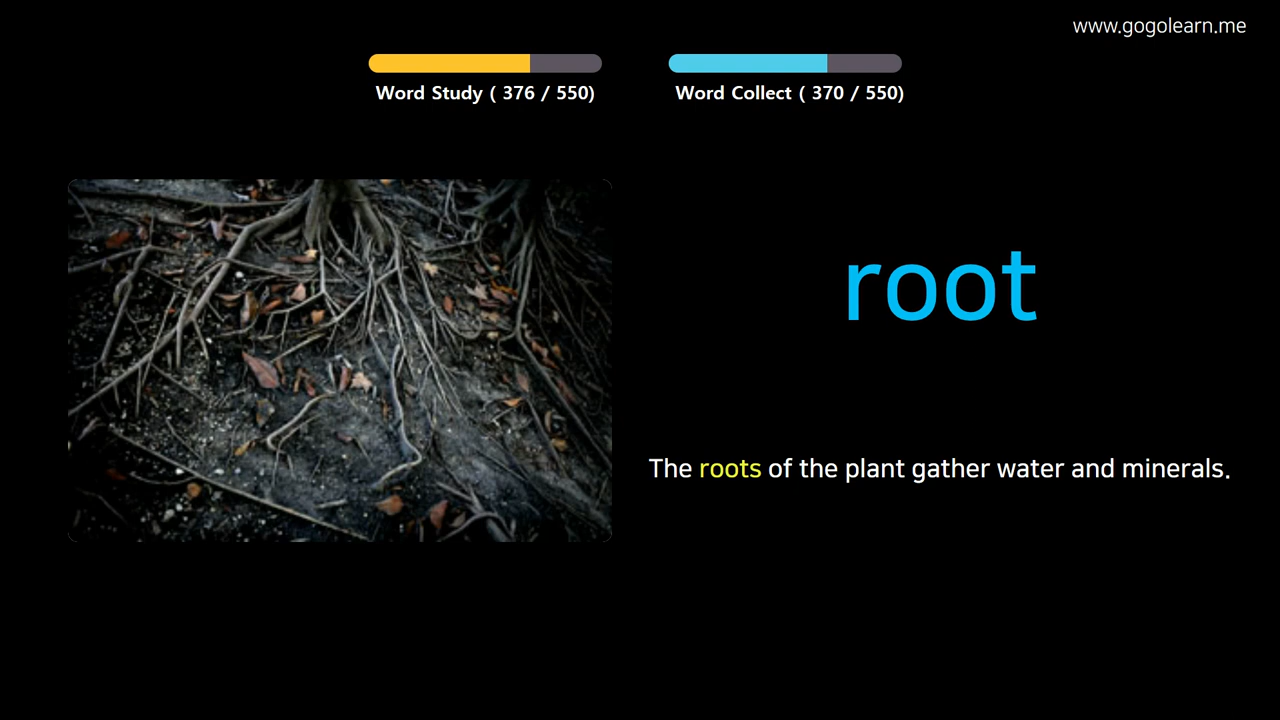 www.gogolearn.me
Word Study ( 376 / 550)
Word Collect ( 370 / 550)
root
The roots of the plant gather water and minerals.